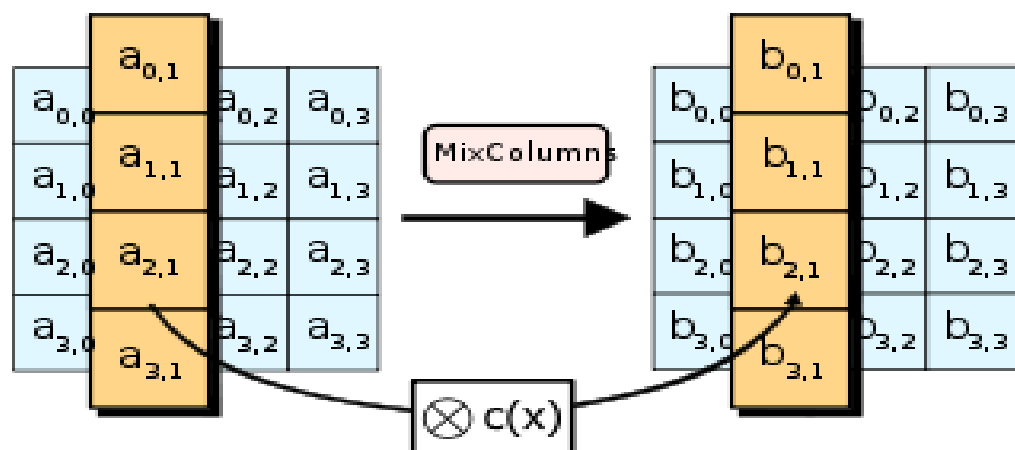 a0,0 a0,1 a0,2 a0,3
a1,0 a1,1 a1,2 a1,3
a2,0 a2,1 a2,2 a2,3
a3,0 a3,1 a3,2 a3,3
MixColumns
b0,0 b0,1 b0,2 b0,3
b1,0 b1,1 b1,2 b1,3
b2,0 b2,1 b2,2 b2,3
b3,0 b3,1 b3,2 b3,3
⊗ c(x)